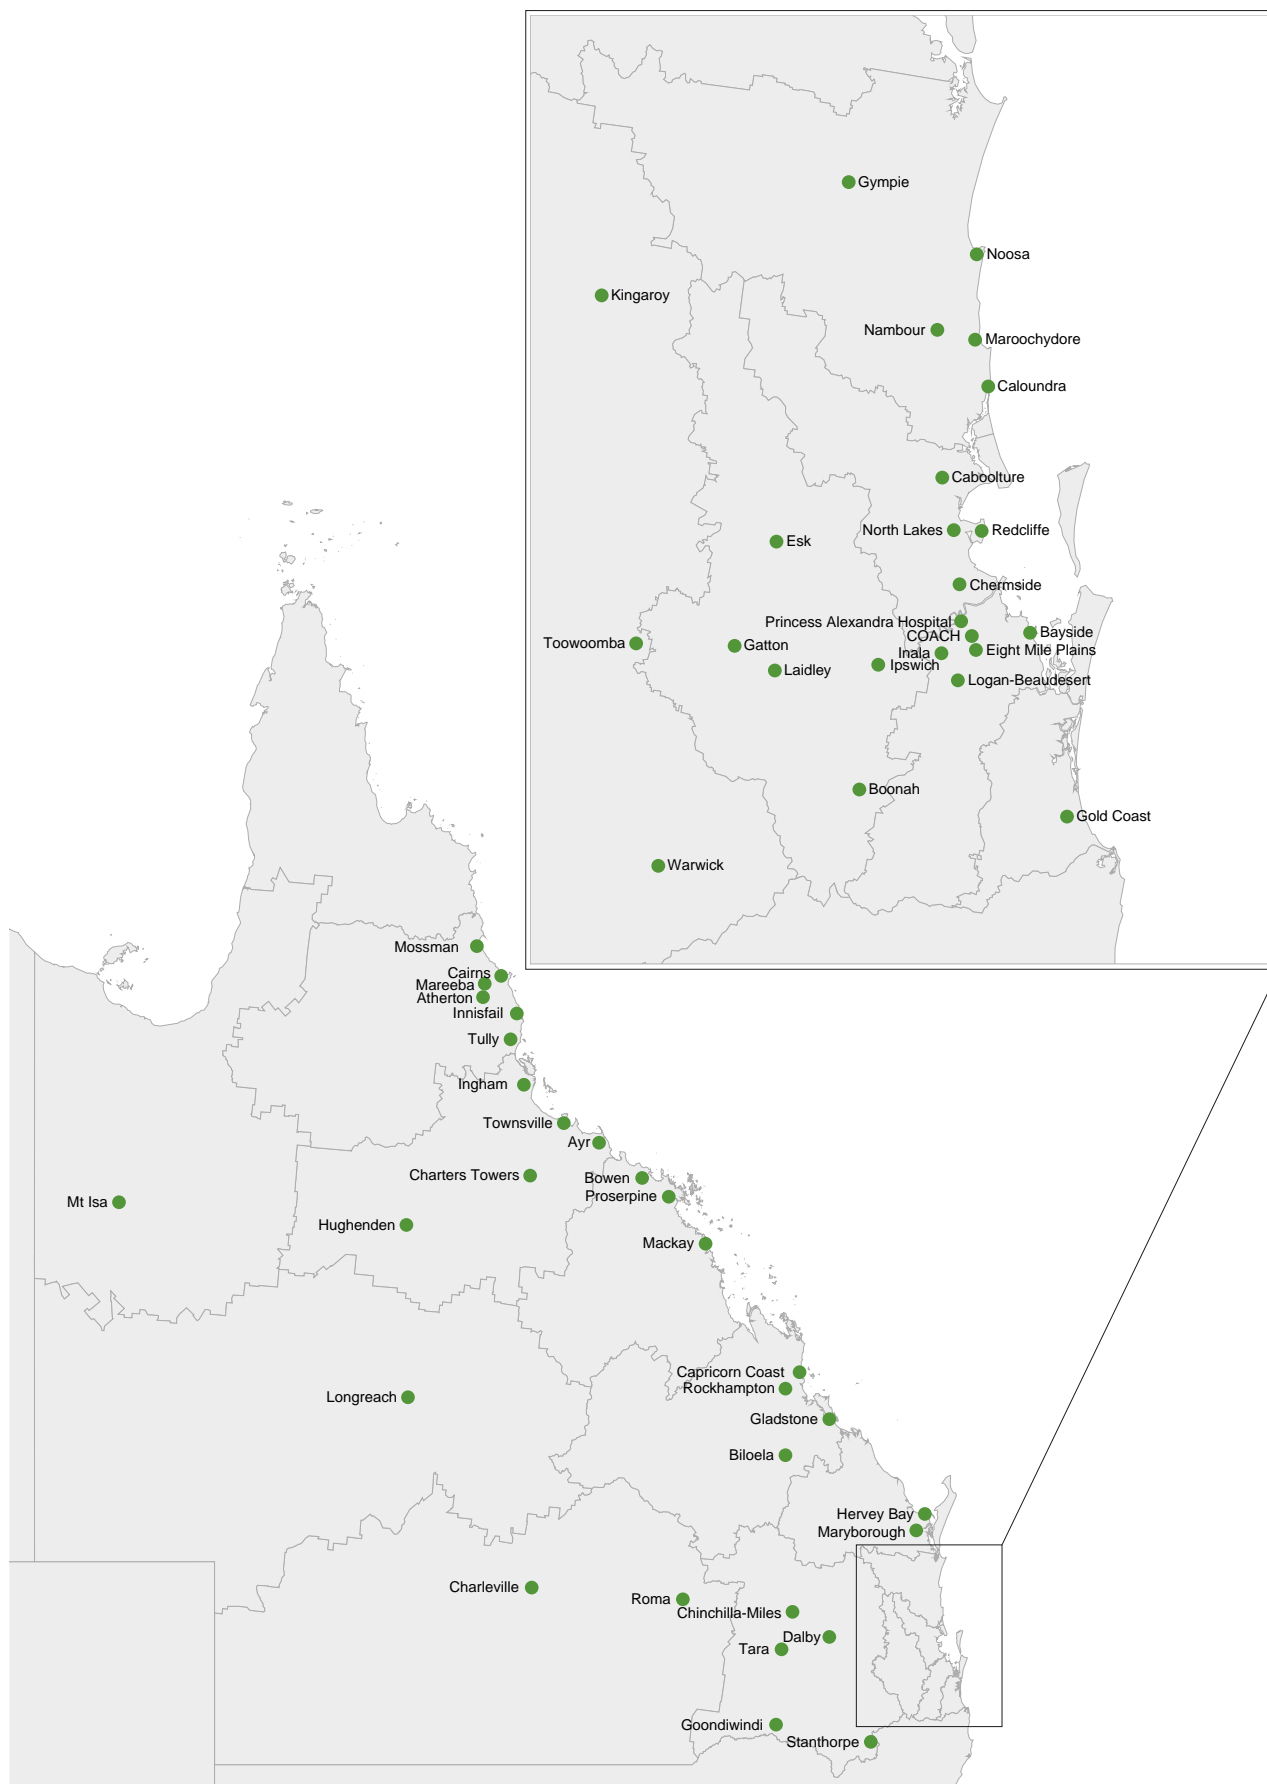 Gympie
Noosa
Kingaroy
Nambour
Maroochydore
Caloundra
Caboolture
North Lakes
Redcliffe
Esk
Chermside
Princess Alexandra Hospital
COACH
Bayside
Toowoomba
Gatton
Inala
Eight Mile Plains
Ipswich
Laidley
Logan-Beaudesert
Boonah
Gold Coast
Warwick
Mossman
Cairns
Mareeba
Atherton
Innisfail
Tully
Ingham
Townsville
Ayr
Charters Towers
Bowen
Proserpine
Mt Isa
Hughenden
Mackay
Capricorn Coast
Rockhampton
Longreach
Gladstone
Biloela
Hervey Bay
Maryborough
Charleville
Roma
Chinchilla-Miles
Dalby
Tara
Goondiwindi
Stanthorpe